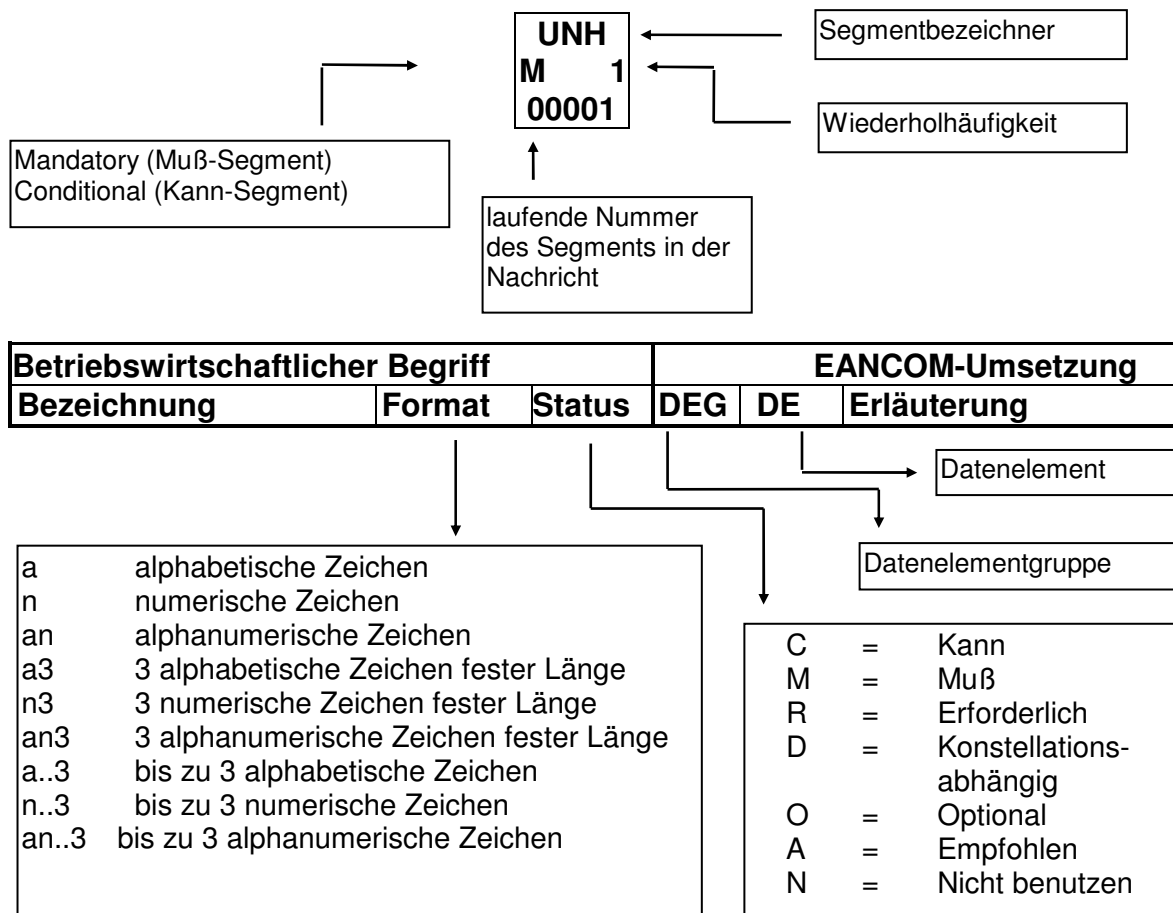 UNH
M 1
00001
Segmentbezeichner
Wiederholhäufigkeit
Mandatory (Muß-Segment)
Conditional (Kann-Segment)
laufende Nummer
des Segments in der
Nachricht
Betriebswirtschaftlicher Begriff EANCOM-Umsetzung
Bezeichnung Format Status DEG DE Erläuterung
Datenelement
Datenelementgruppe
a alphabetische Zeichen
n numerische Zeichen
an alphanumerische Zeichen
a3 3 alphabetische Zeichen fester Länge
n3 3 numerische Zeichen fester Länge
an3 3 alphanumerische Zeichen fester Länge
a..3 bis zu 3 alphabetische Zeichen
n..3 bis zu 3 numerische Zeichen
an..3 bis zu 3 alphanumerische Zeichen
C = Kann
M = Muß
R = Erforderlich
D = Konstellations-
abhängig
O = Optional
A = Empfohlen
N = Nicht benutzen